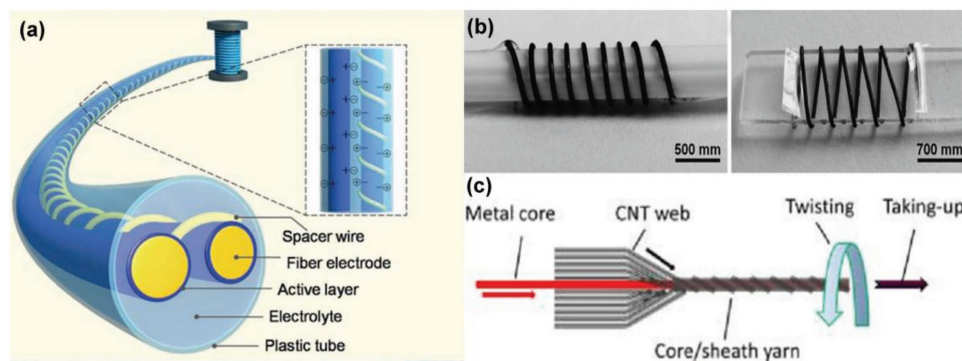 (a)
Spacer wire
Fiber electrode
Active layer
Electrolyte
Plastic tube
(b)
500 mm
700 mm
(c)
Metal core
CNT web
Twisting
Taking-up
Core/sheath yarn